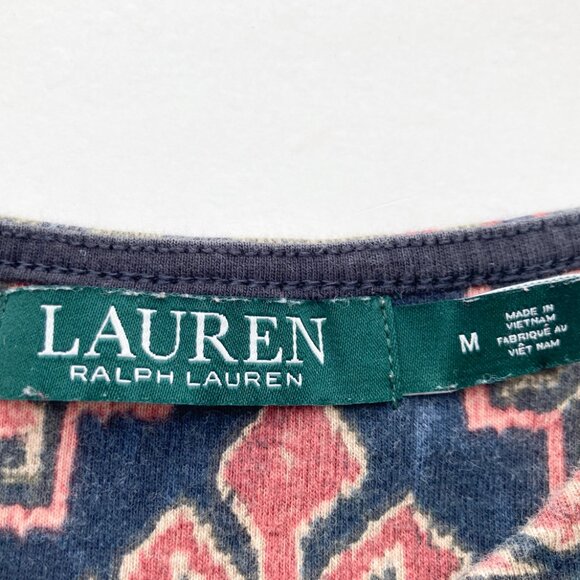 LAUREN
RALPH LAUREN
M
MADE IN
VIETNAM
FABRIQUÉ AU
VIÊT NAM